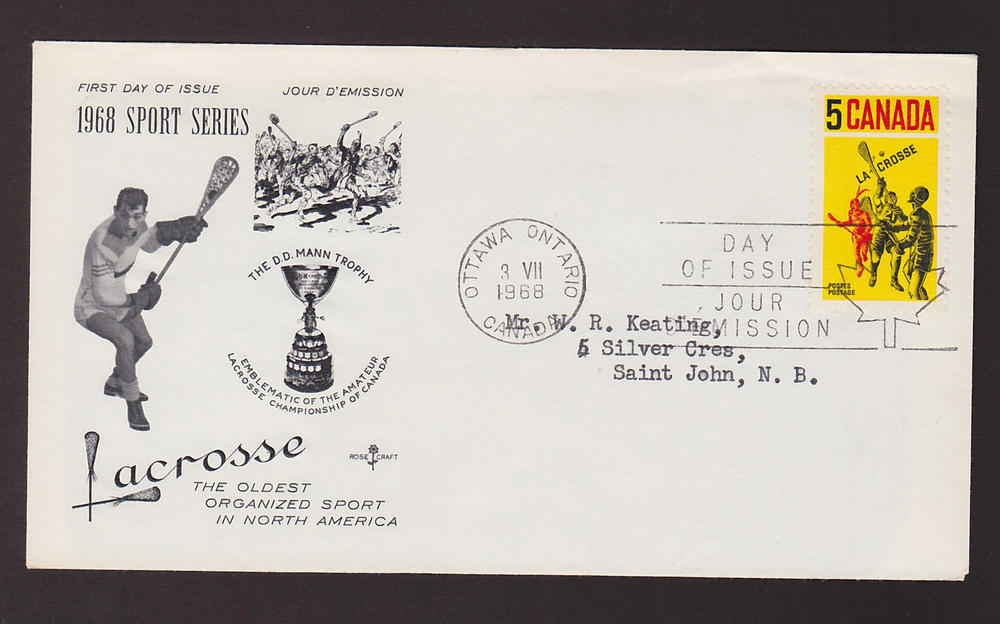 FIRST DAY OF ISSUE
JOUR D'EMISSION
1968 SPORT SERIES
THE D.D. MANN TROPHY
EMBLEMATIC OF THE AMATEUR
LACROSSE CHAMPIONSHIP OF CANADA
Lacrosse
THE OLDEST
ORGANIZED SPORT
IN NORTH AMERICA
ROSE CRAFT
OTTAWA ONTARIO
3 VII
1968
CANADA
DAY
OF ISSUE
JOUR
D'EMISSION
5 CANADA
LA CROSSE
POSTES
POSTAGE
Mr. W. R. Keating,
5 Silver Cres,
Saint John, N. B.